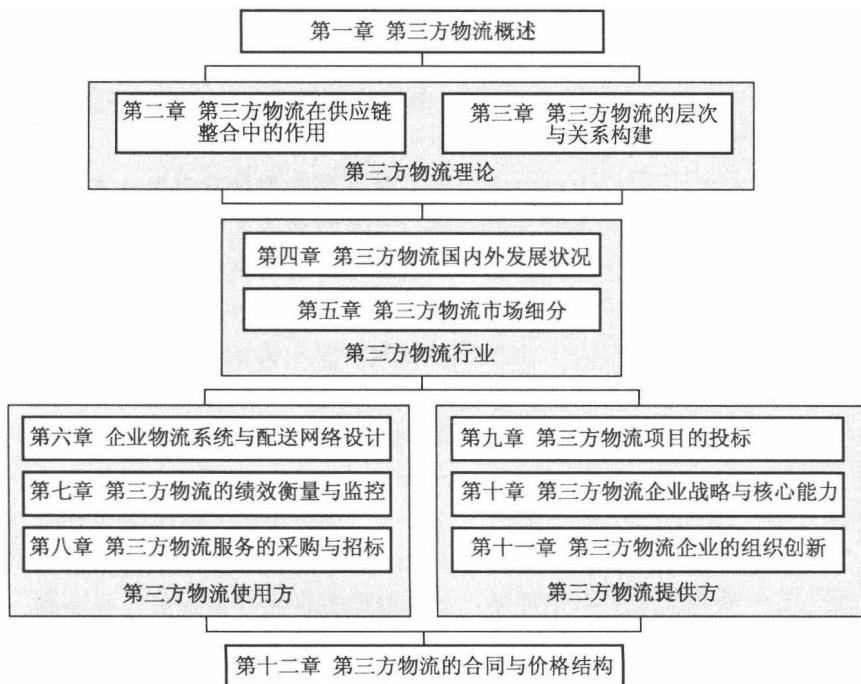 第一章 第三方物流概述
第二章 第三方物流在供应链
整合中的作用
第三章 第三方物流的层次
与关系构建
第三方物流理论
第四章 第三方物流国内外发展状况
第五章 第三方物流市场细分
第三方物流行业
第六章 企业物流系统与配送网络设计
第七章 第三方物流的绩效衡量与监控
第八章 第三方物流服务的采购与招标
第三方物流使用方
第九章 第三方物流项目的投标
第十章 第三方物流企业战略与核心能力
第十一章 第三方物流企业的组织创新
第三方物流提供方
第十二章 第三方物流的合同与价格结构